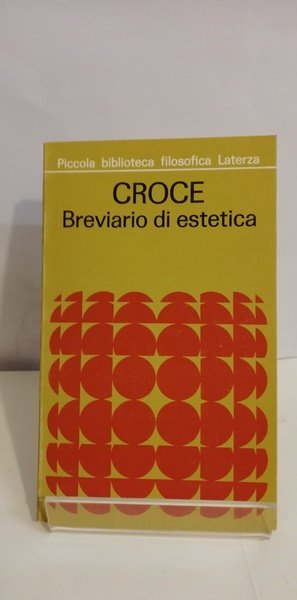 Piccola biblioteca filosofica Laterza
CROCE
Breviario di estetica